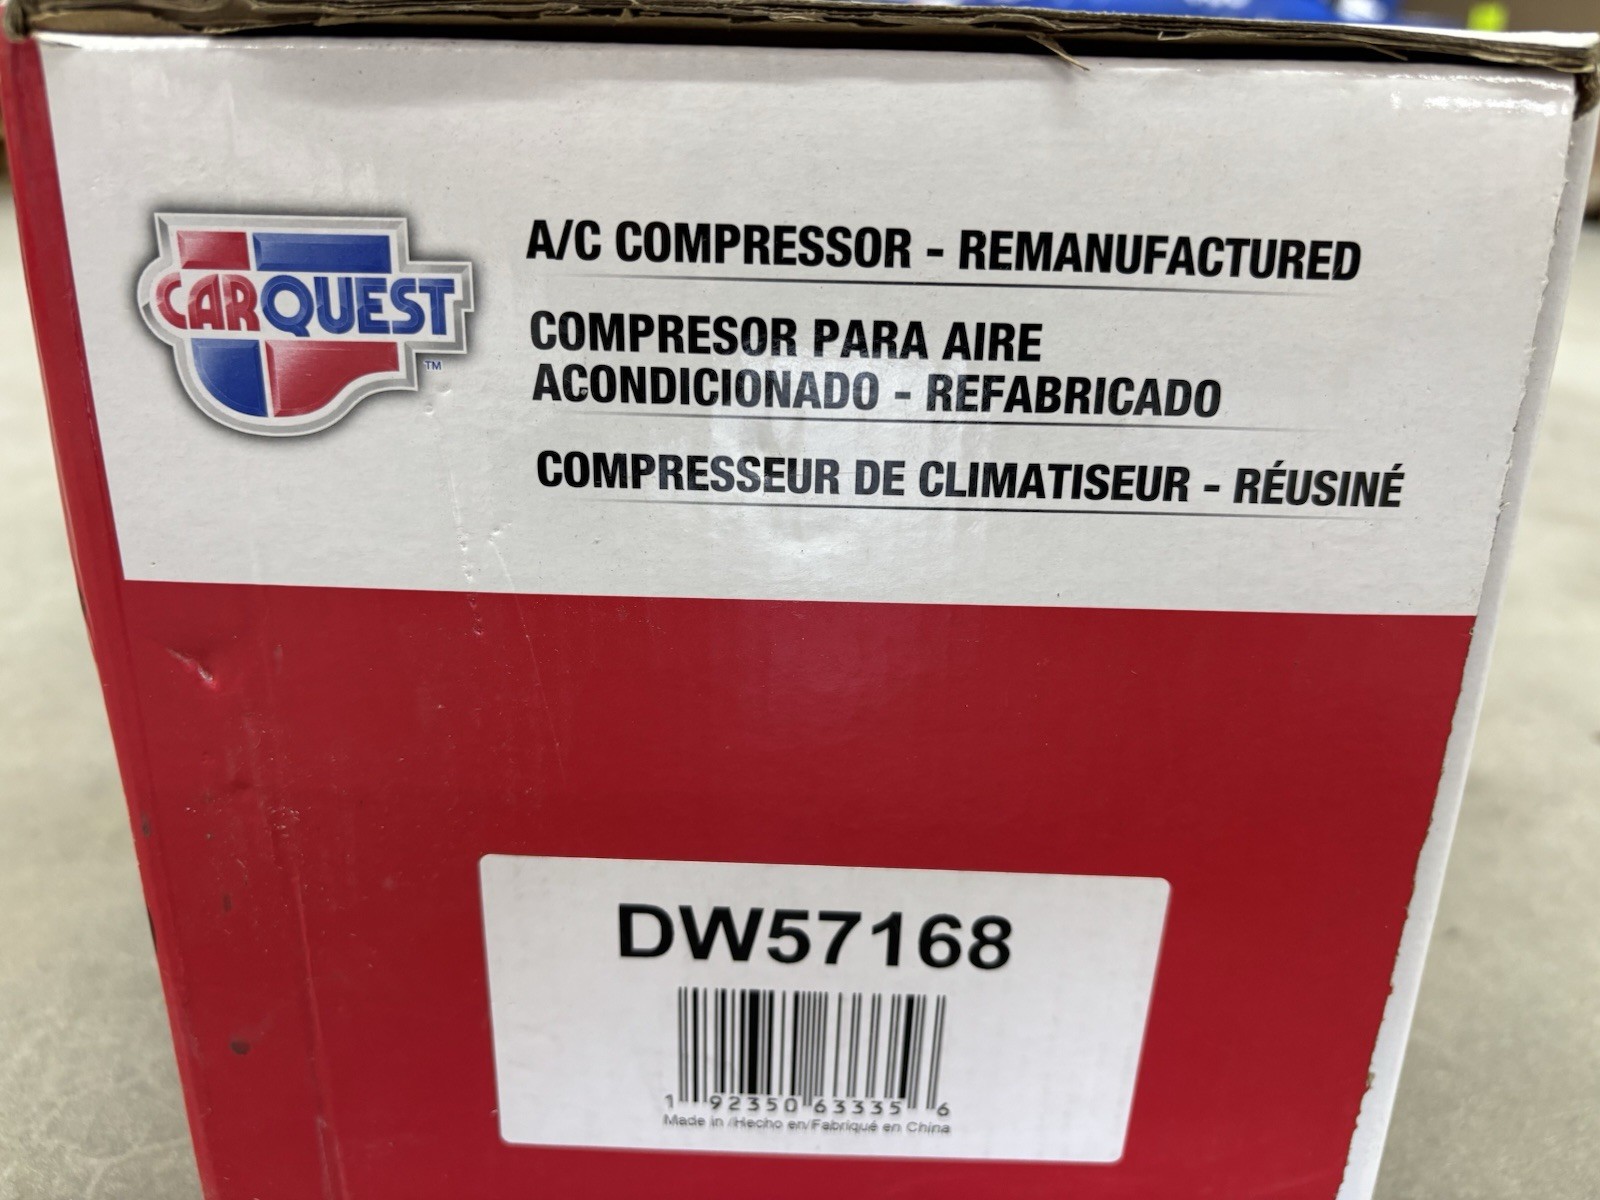 CARQUEST
TM
A/C COMPRESSOR - REMANUFACTURED
COMPRESOR PARA AIRE
ACONDICIONADO - REFABRICADO
COMPRESSEUR DE CLIMATISEUR - RÉUSINÉ
DW57168
1 92350 63335 6
Made in /Hecho en/Fabriqué en China